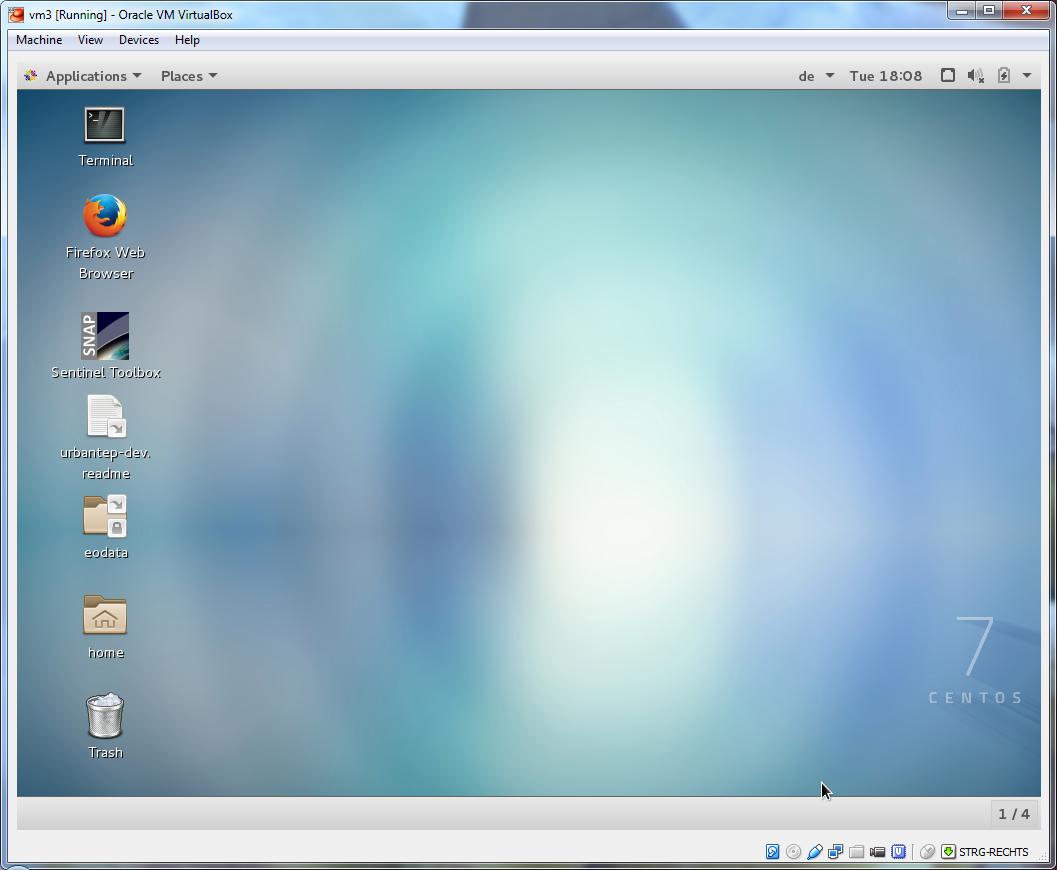 vm3 [Running] - Oracle VM VirtualBox
Machine View Devices Help
Applications Places de Tue 18:08
>_
Terminal
Firefox Web
Browser
SNAP
Sentinel Toolbox
urbantep-dev.
readme
eodata
home
Trash
7
CENTOS
1 / 4
STRG-RECHTS